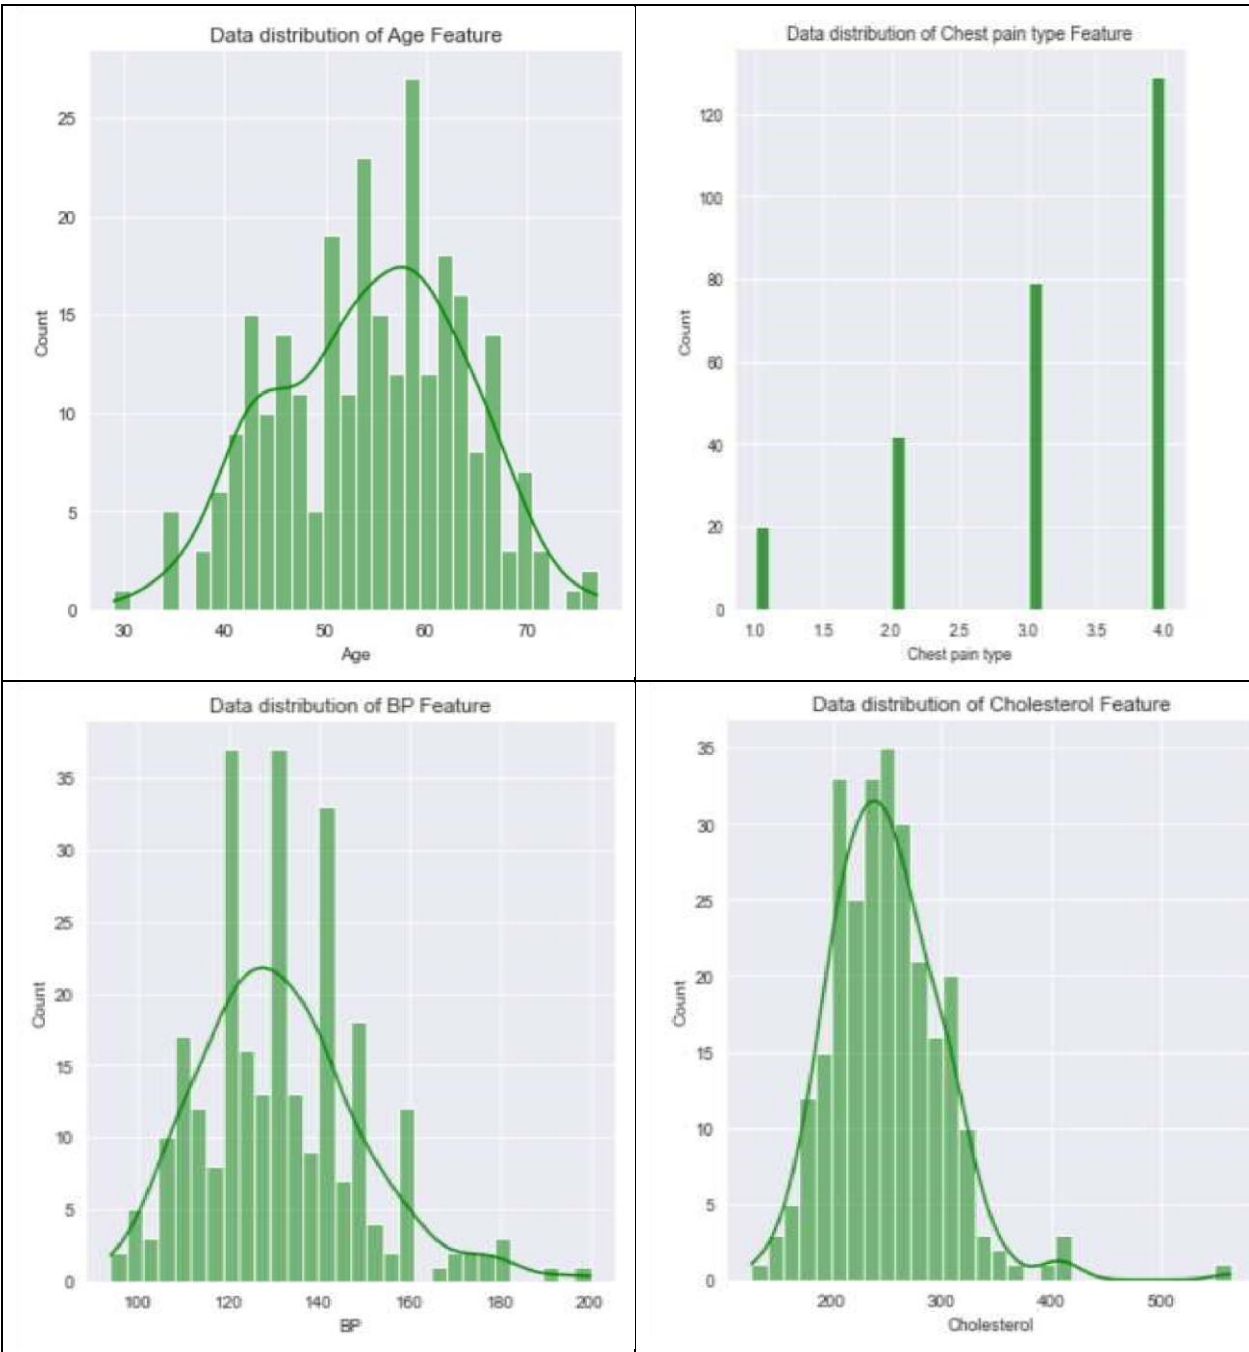 Data distribution of Age Feature
Count
25
20
15
10
5
0
30 40 50 60 70
Age
Data distribution of Chest pain type Feature
Count
120
100
80
60
40
20
0
1.0 1.5 2.0 2.5 3.0 3.5 4.0
Chest pain type
Data distribution of BP Feature
Count
35
30
25
20
15
10
5
0
100 120 140 160 180 200
BP
Data distribution of Cholesterol Feature
Count
35
30
25
20
15
10
5
0
200 300 400 500
Cholesterol